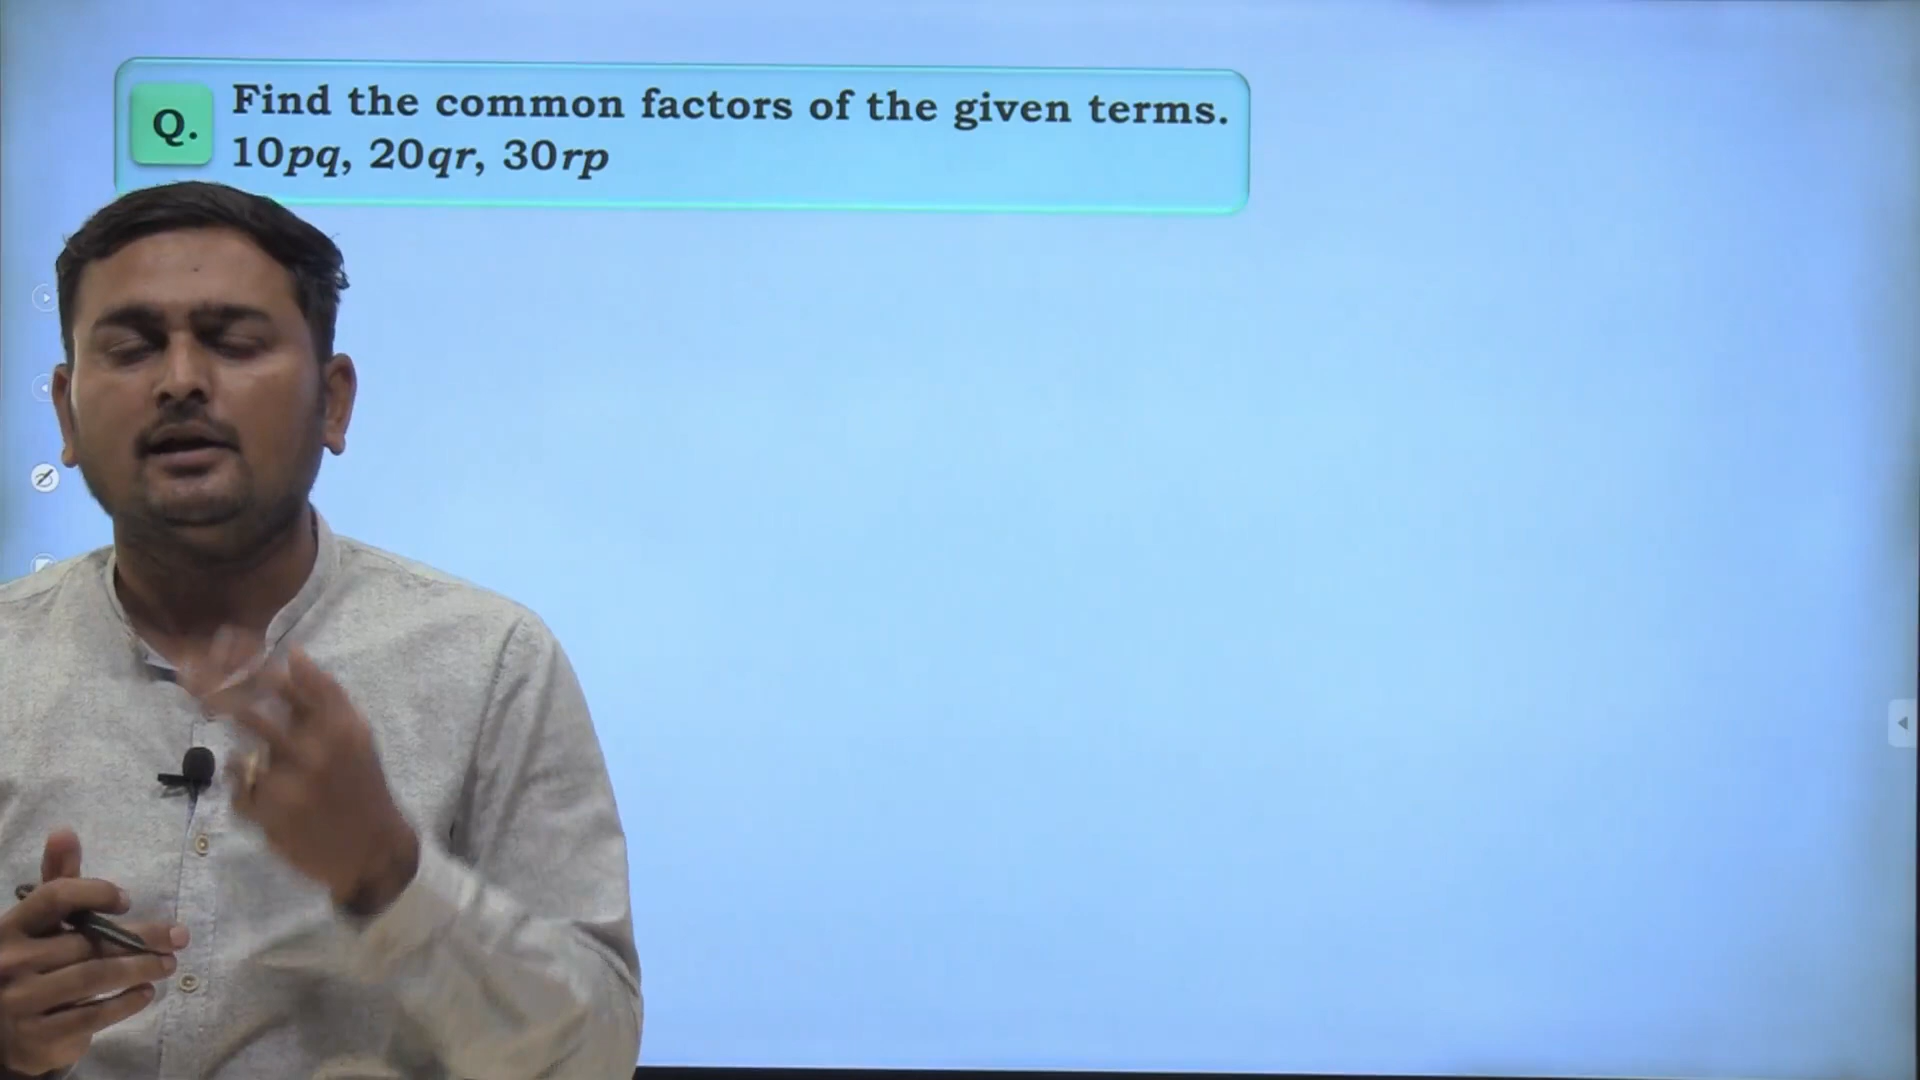 Q. Find the common factors of the given terms.
10pq, 20qr, 30rp